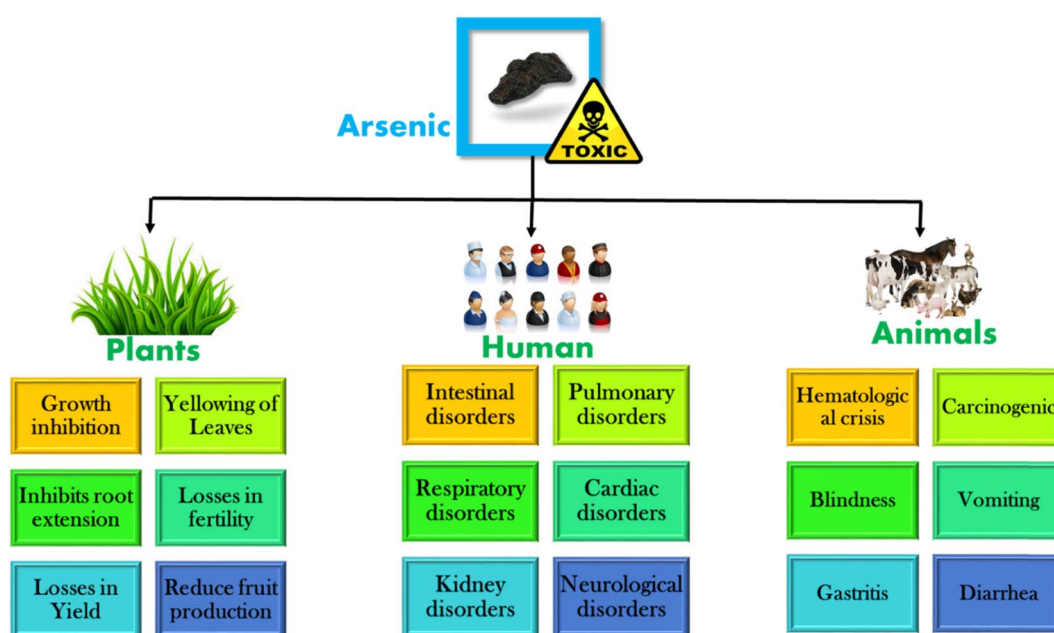 Arsenic
TOXIC
Plants
Human
Animals
Growth
inhibition
Yellowing of
Leaves
Inhibits root
extension
Losses in
fertility
Losses in
Yield
Reduce fruit
production
Intestinal
disorders
Pulmonary
disorders
Respiratory
disorders
Cardiac
disorders
Kidney
disorders
Neurological
disorders
Hematologic
al crisis
Carcinogenic
Blindness
Vomiting
Gastritis
Diarrhea